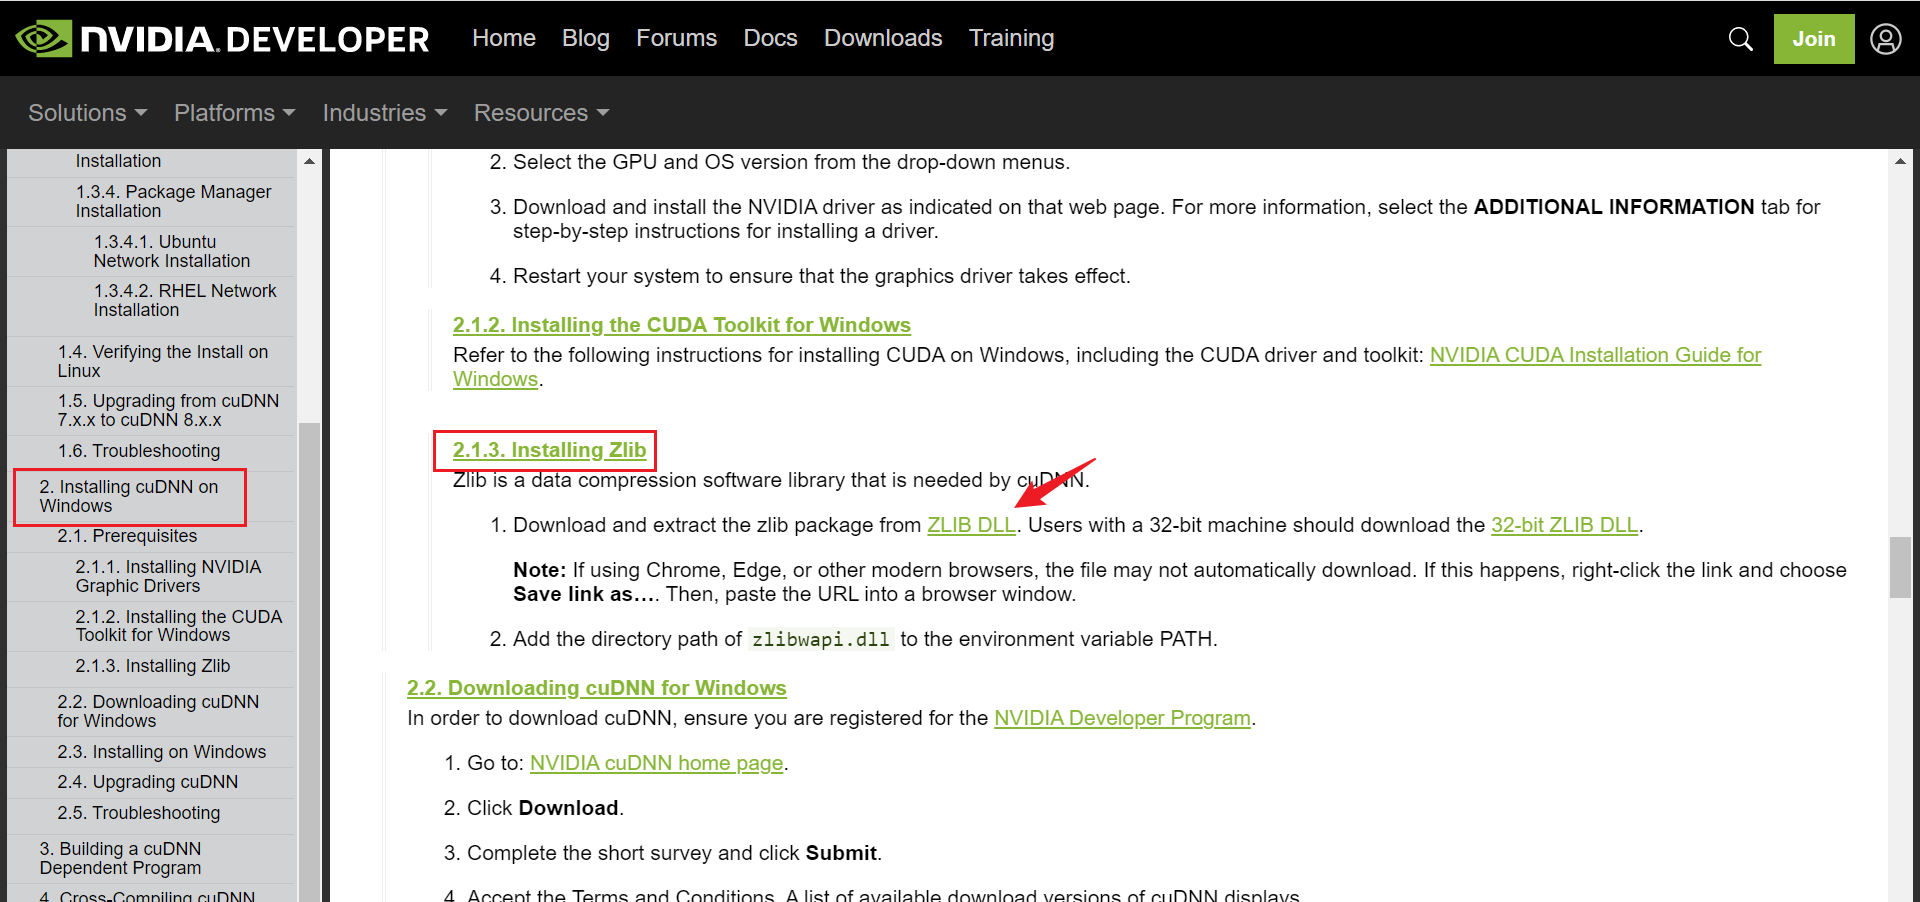 NVIDIA. DEVELOPER Home Blog Forums Docs Downloads Training Join
Solutions Platforms Industries Resources
Installation
1.3.4. Package Manager
Installation
1.3.4.1. Ubuntu
Network Installation
1.3.4.2. RHEL Network
Installation
1.4. Verifying the Install on
Linux
1.5. Upgrading from cuDNN
7.x.x to cuDNN 8.x.x
1.6. Troubleshooting
2. Installing cuDNN on
Windows
2.1. Prerequisites
2.1.1. Installing NVIDIA
Graphic Drivers
2.1.2. Installing the CUDA
Toolkit for Windows
2.1.3. Installing Zlib
2.2. Downloading cuDNN
for Windows
2.3. Installing on Windows
2.4. Upgrading cuDNN
2.5. Troubleshooting
3. Building a cuDNN
Dependent Program
4. Cross-Compiling cuDNN
2. Select the GPU and OS version from the drop-down menus.
3. Download and install the NVIDIA driver as indicated on that web page. For more information, select the ADDITIONAL INFORMATION tab for
step-by-step instructions for installing a driver.
4. Restart your system to ensure that the graphics driver takes effect.
2.1.2. Installing the CUDA Toolkit for Windows
Refer to the following instructions for installing CUDA on Windows, including the CUDA driver and toolkit: NVIDIA CUDA Installation Guide for
Windows.
2.1.3. Installing Zlib
Zlib is a data compression software library that is needed by cuDNN.
1. Download and extract the zlib package from ZLIB DLL. Users with a 32-bit machine should download the 32-bit ZLIB DLL.
Note: If using Chrome, Edge, or other modern browsers, the file may not automatically download. If this happens, right-click the link and choose
Save link as…. Then, paste the URL into a browser window.
2. Add the directory path of zlibwapi.dll to the environment variable PATH.
2.2. Downloading cuDNN for Windows
In order to download cuDNN, ensure you are registered for the NVIDIA Developer Program.
1. Go to: NVIDIA cuDNN home page.
2. Click Download.
3. Complete the short survey and click Submit.
4. Accept the Terms and Conditions. A list of available download versions of cuDNN displays.